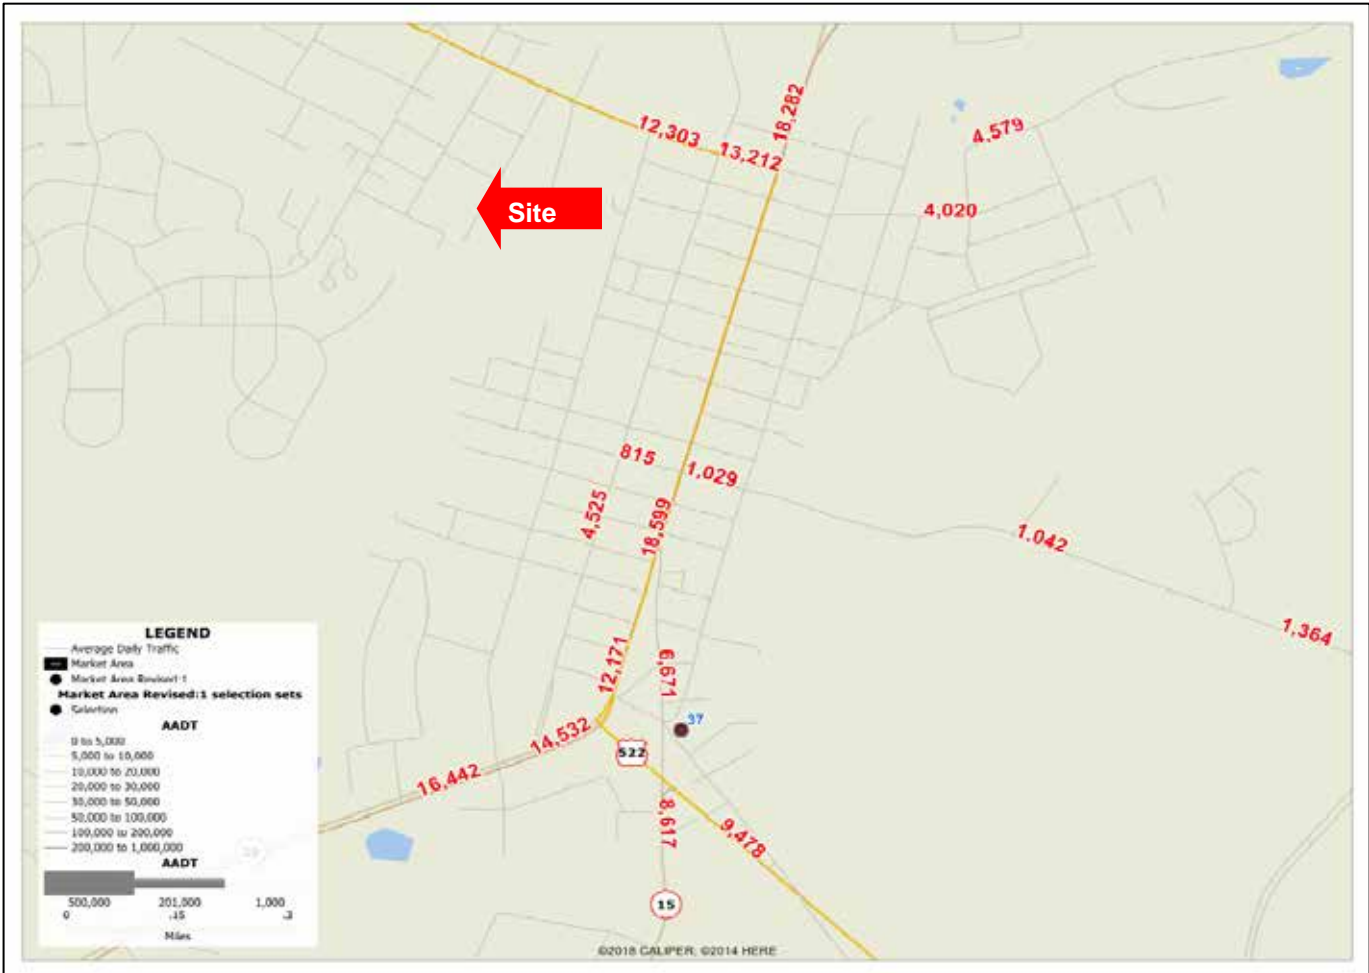 18,282
12,303
13,212
4,579
4,020
Site
815
1,029
4,525
18,599
1,042
1,364
12,171
6,671
37
14,532
522
16,442
8,617
9,478
15
LEGEND
Average Daily Traffic
Market Area
Market Area Revised:1
Market Area Revised:1 selection sets
Selection
AADT
0 to 5,000
5,000 to 10,000
10,000 to 20,000
20,000 to 30,000
30,000 to 50,000
50,000 to 100,000
100,000 to 200,000
200,000 to 1,000,000
AADT
500,000 201,000 1,000
0 .15 .3
Miles
©2018 CALIPER; ©2014 HERE